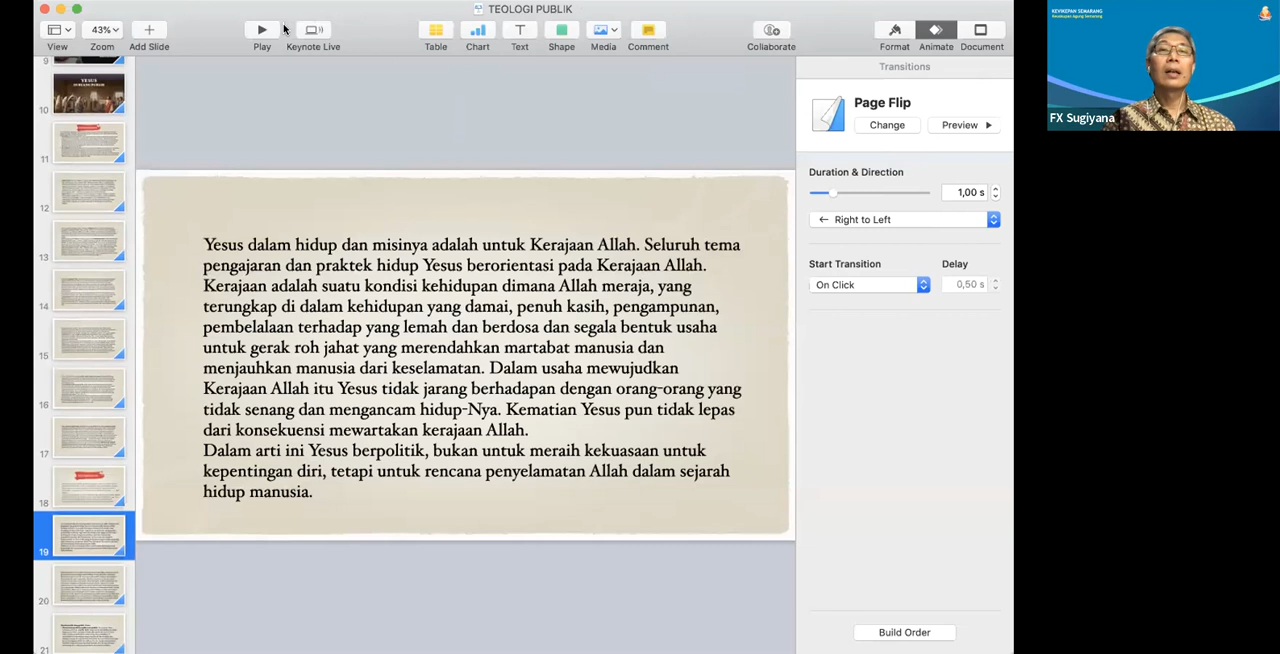 TEOLOGI PUBLIK
View
43%
Zoom
Add Slide
Play
Keynote Live
Table
Chart
Text
Shape
Media
Comment
Collaborate
Format
Animate
Document
9
10
YESUS
11
12
13
14
15
16
17
18
19
20
21
Yesus dalam hidup dan misinya adalah untuk Kerajaan Allah. Seluruh tema
pengajaran dan praktek hidup Yesus berorientasi pada Kerajaan Allah.
Kerajaan adalah suatu kondisi kehidupan dimana Allah meraja, yang
terungkap di dalam kehidupan yang damai, penuh kasih, pengampunan,
pembelalaan terhadap yang lemah dan berdosa dan segala bentuk usaha
untuk gerak roh jahat yang merendahkan martabat manusia dan
menjauhkan manusia dari keselamatan. Dalam usaha mewujudkan
Kerajaan Allah itu Yesus tidak jarang berhadapan dengan orang-orang yang
tidak senang dan mengancam hidup-Nya. Kematian Yesus pun tidak lepas
dari konsekuensi mewartakan kerajaan Allah.
Dalam arti ini Yesus berpolitik, bukan untuk meraih kekuasaan untuk
kepentingan diri, tetapi untuk rencana penyelamatan Allah dalam sejarah
hidup manusia.
Transitions
Page Flip
Change
Preview
Duration & Direction
1,00 s
← Right to Left
Start Transition
Delay
On Click
0,50 s
Build Order
KEVIKEPAN SEMARANG
Keuskupan Agung Semarang
FX Sugiyana